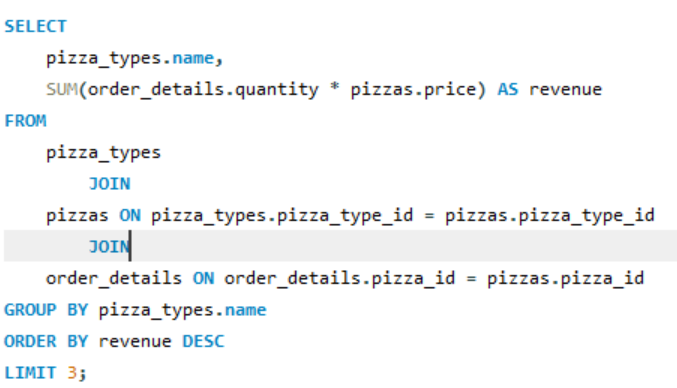 SELECT
    pizza_types.name,
    SUM(order_details.quantity * pizzas.price) AS revenue
FROM
    pizza_types
        JOIN
    pizzas ON pizza_types.pizza_type_id = pizzas.pizza_type_id
        JOIN
    order_details ON order_details.pizza_id = pizzas.pizza_id
GROUP BY pizza_types.name
ORDER BY revenue DESC
LIMIT 3;